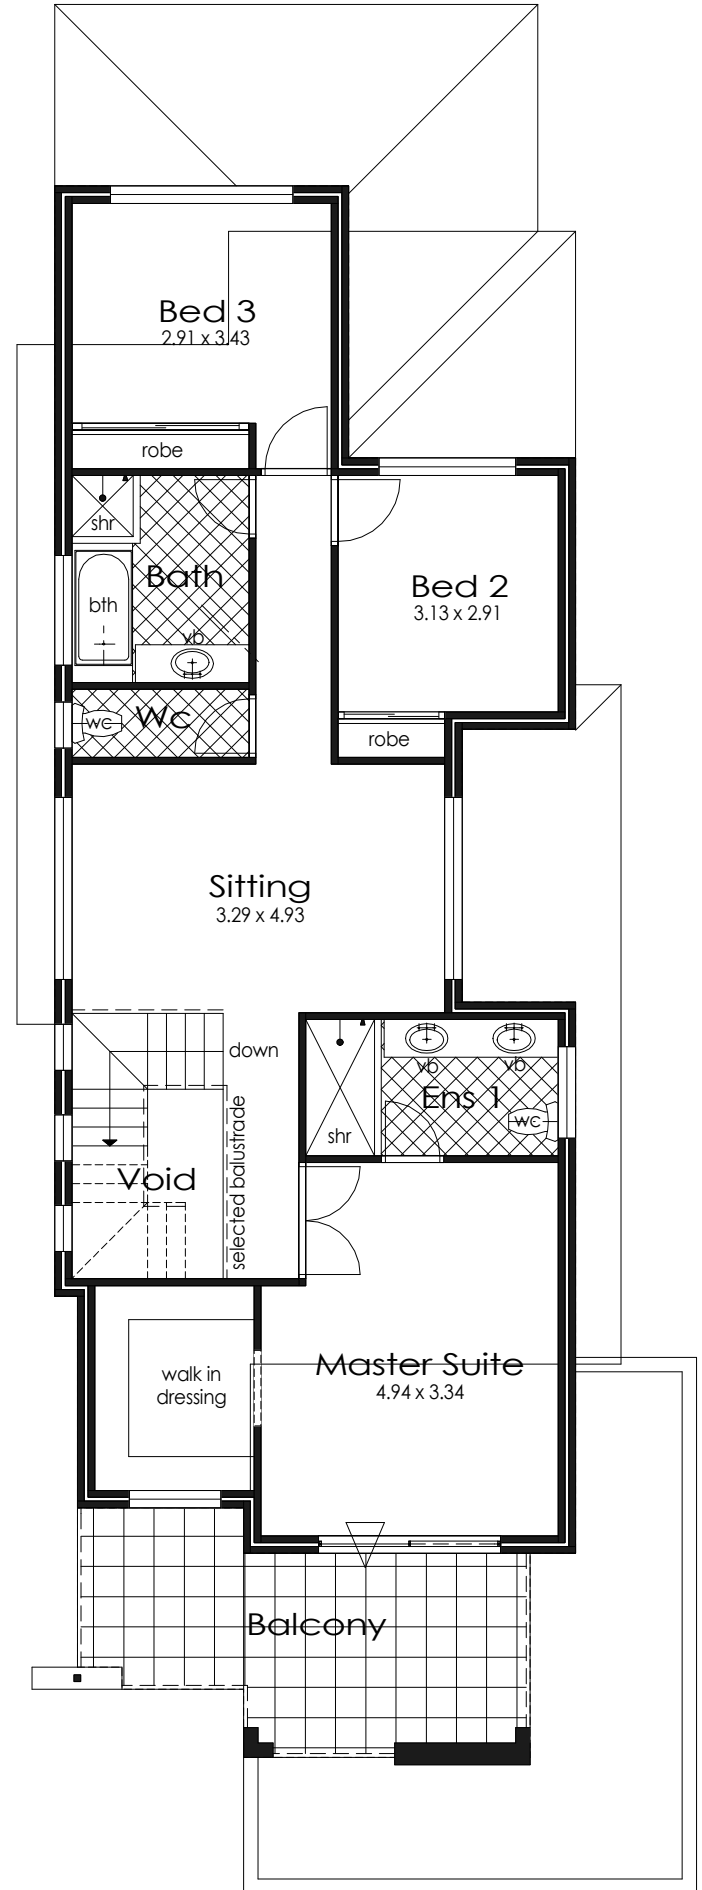 Bed 3
2.91 x 3.43
robe
shr
Bath
bth
vb
Bed 2
3.13 x 2.91
wc
Wc
robe
Sitting
3.29 x 4.93
down
vb
vb
Ens 1
wc
shr
selected balustrade
Void
Master Suite
4.94 x 3.34
walk in
dressing
Balcony